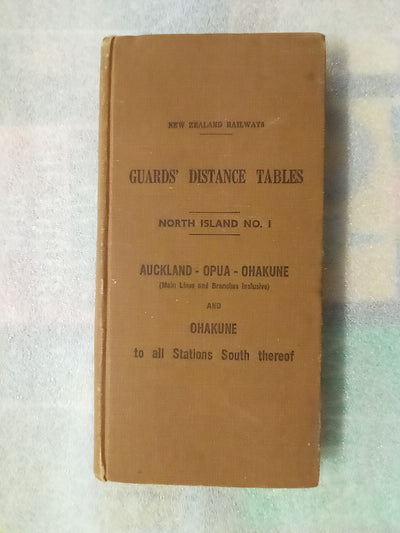 NEW ZEALAND RAILWAYS
GUARDS' DISTANCE TABLES
NORTH ISLAND NO. 1
AUCKLAND - OPUA - OHAKUNE
(Main Lines and Branches Inclusive)
AND
OHAKUNE
to all Stations South thereof